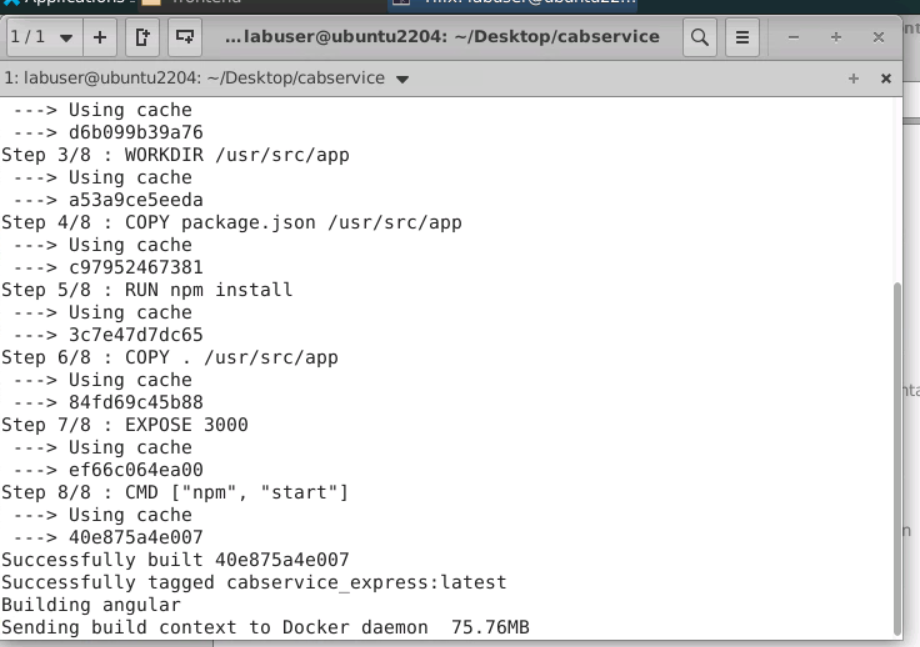 Applications
frontend
1 / 1
...labuser@ubuntu2204: ~/Desktop/cabservice
1: labuser@ubuntu2204: ~/Desktop/cabservice
---> Using cache
---> d6b099b39a76
Step 3/8 : WORKDIR /usr/src/app
---> Using cache
---> a53a9ce5eeda
Step 4/8 : COPY package.json /usr/src/app
---> Using cache
---> c97952467381
Step 5/8 : RUN npm install
---> Using cache
---> 3c7e47d7dc65
Step 6/8 : COPY . /usr/src/app
---> Using cache
---> 84fd69c45b88
Step 7/8 : EXPOSE 3000
---> Using cache
---> ef66c064ea00
Step 8/8 : CMD ["npm", "start"]
---> Using cache
---> 40e875a4e007
Successfully built 40e875a4e007
Successfully tagged cabservice_express:latest
Building angular
Sending build context to Docker daemon  75.76MB